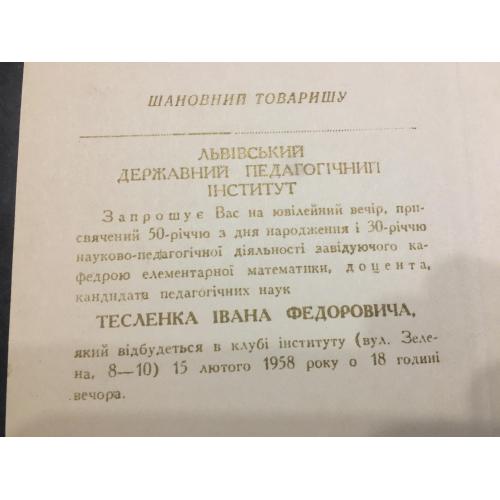 ШАНОВНИЙ ТОВАРИШУ
ЛЬВІВСЬКИЙ
ДЕРЖАВНИЙ ПЕДАГОГІЧНИЙ
ІНСТИТУТ
Запрошує Вас на ювілейний вечір, при-
свячений 50-річчю з дня народження і 30-річчю
науково-педагогічної діяльності завідуючого ка-
федрою елементарної математики, доцента,
кандидата педагогічних наук
ТЕСЛЕНКА ІВАНА ФЕДОРОВИЧА,
який відбудеться в клубі інституту (вул. Зеле-
на, 8—10) 15 лютого 1958 року о 18 годині
вечора.